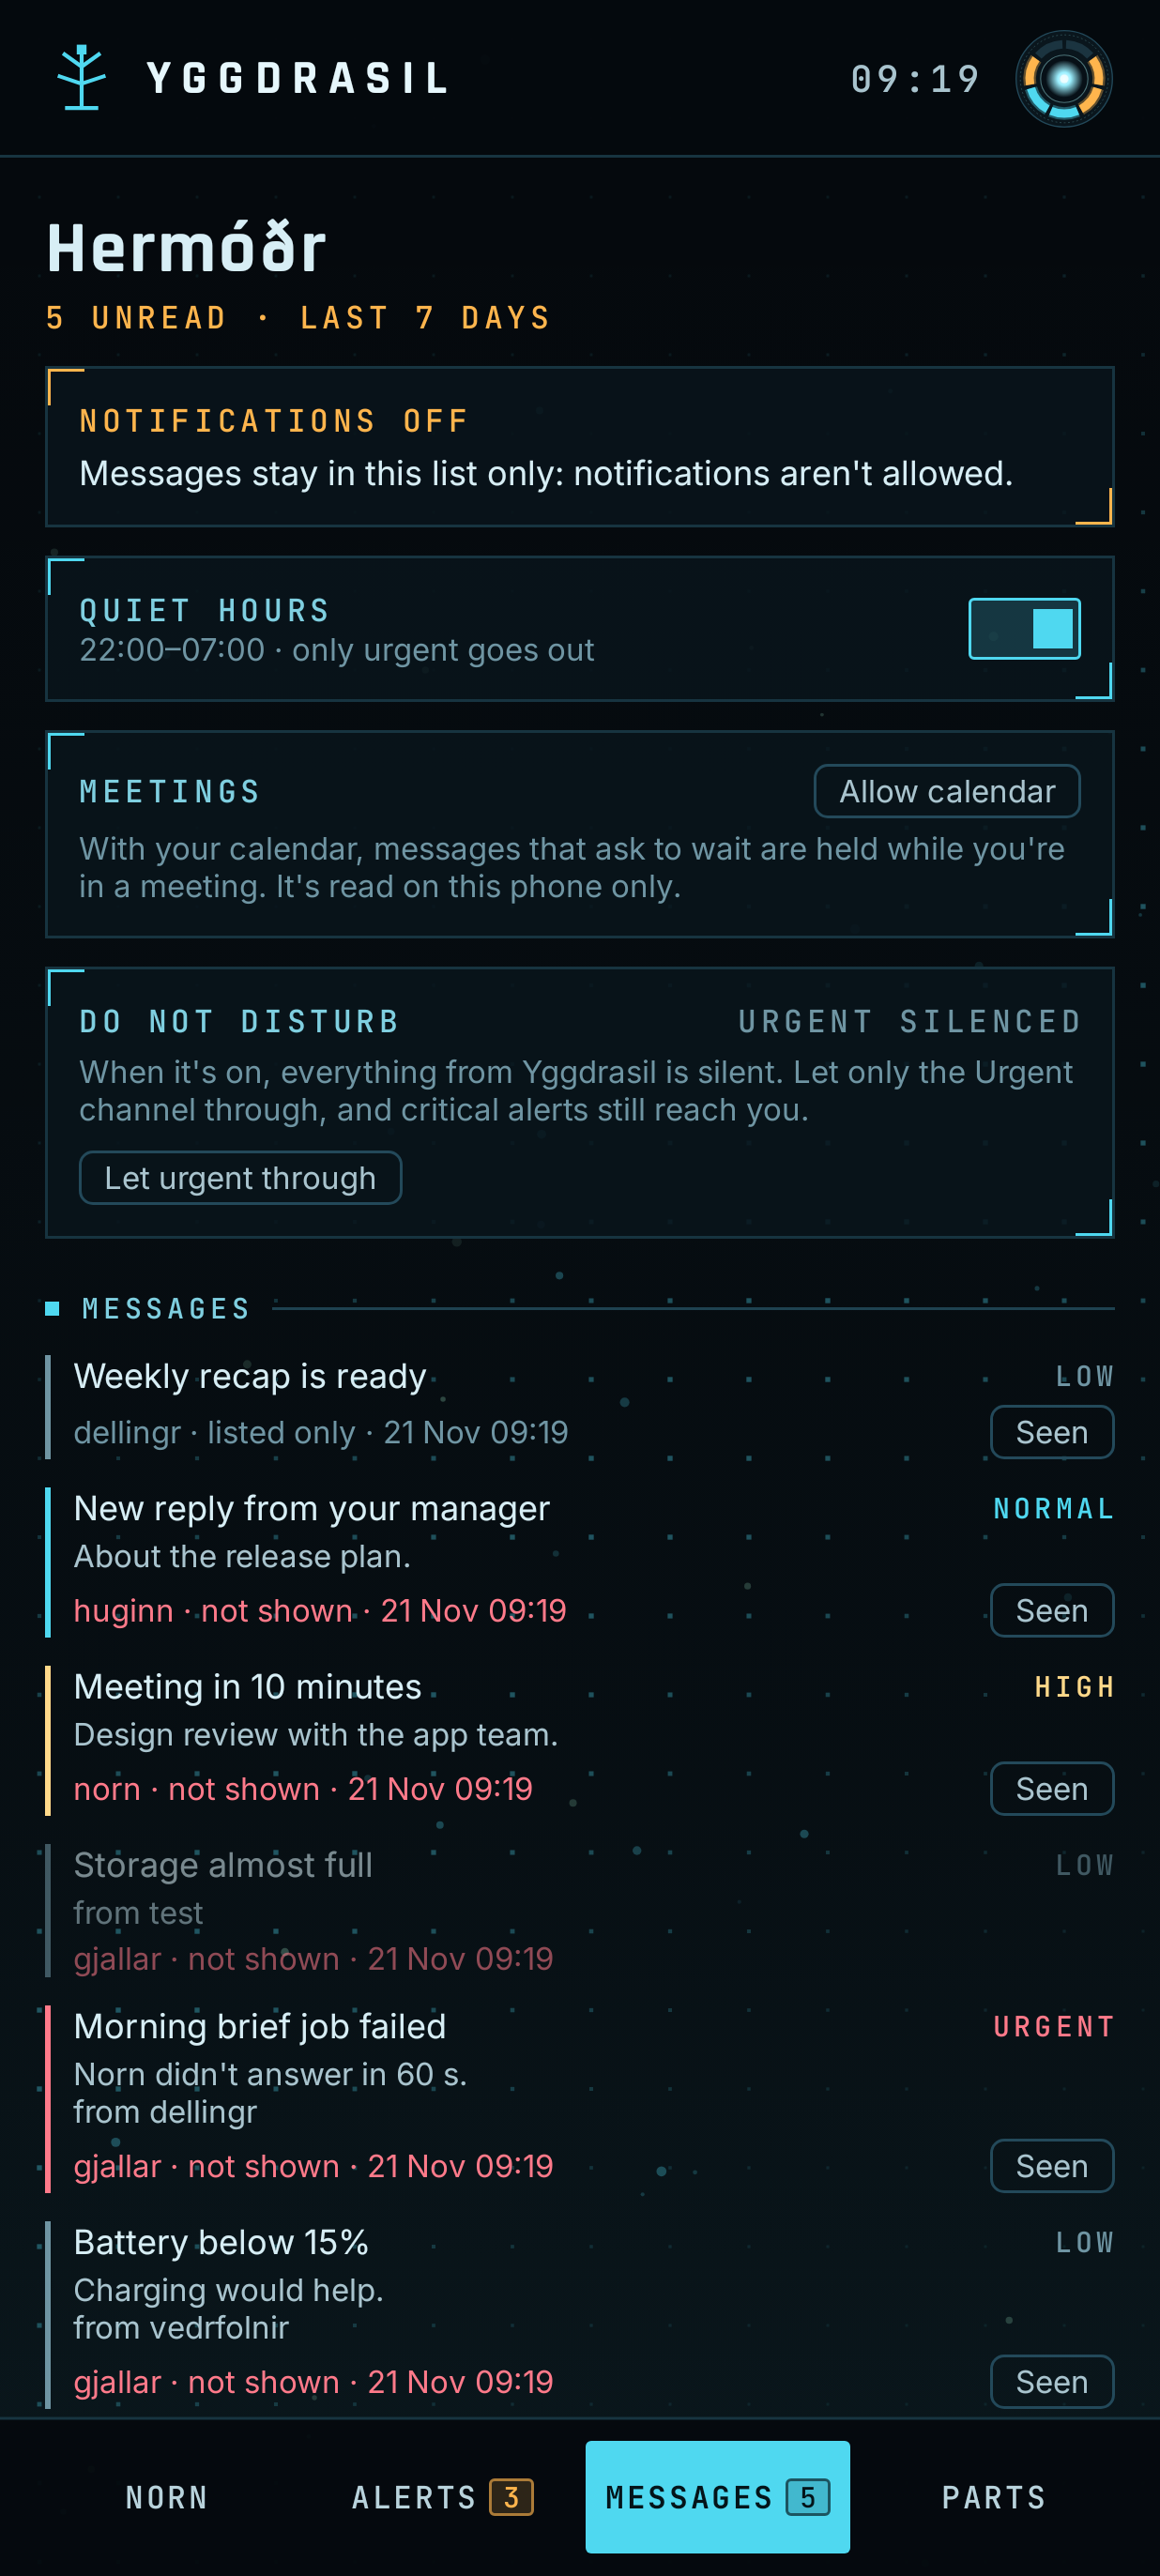 YGGDRASIL
09:19
Hermóðr
5 UNREAD · LAST 7 DAYS
NOTIFICATIONS OFF
Messages stay in this list only: notifications aren't allowed.
QUIET HOURS
22:00–07:00 · only urgent goes out
MEETINGS
Allow calendar
With your calendar, messages that ask to wait are held while you're
in a meeting. It's read on this phone only.
DO NOT DISTURB
URGENT SILENCED
When it's on, everything from Yggdrasil is silent. Let only the Urgent
channel through, and critical alerts still reach you.
Let urgent through
MESSAGES
Weekly recap is ready
LOW
dellingr · listed only · 21 Nov 09:19
Seen
New reply from your manager
NORMAL
About the release plan.
huginn · not shown · 21 Nov 09:19
Seen
Meeting in 10 minutes
HIGH
Design review with the app team.
norn · not shown · 21 Nov 09:19
Seen
Storage almost full
LOW
from test
gjallar · not shown · 21 Nov 09:19
Morning brief job failed
URGENT
Norn didn't answer in 60 s.
from dellingr
gjallar · not shown · 21 Nov 09:19
Seen
Battery below 15%
LOW
Charging would help.
from vedrfolnir
gjallar · not shown · 21 Nov 09:19
Seen
NORN
ALERTS 3
MESSAGES 5
PARTS